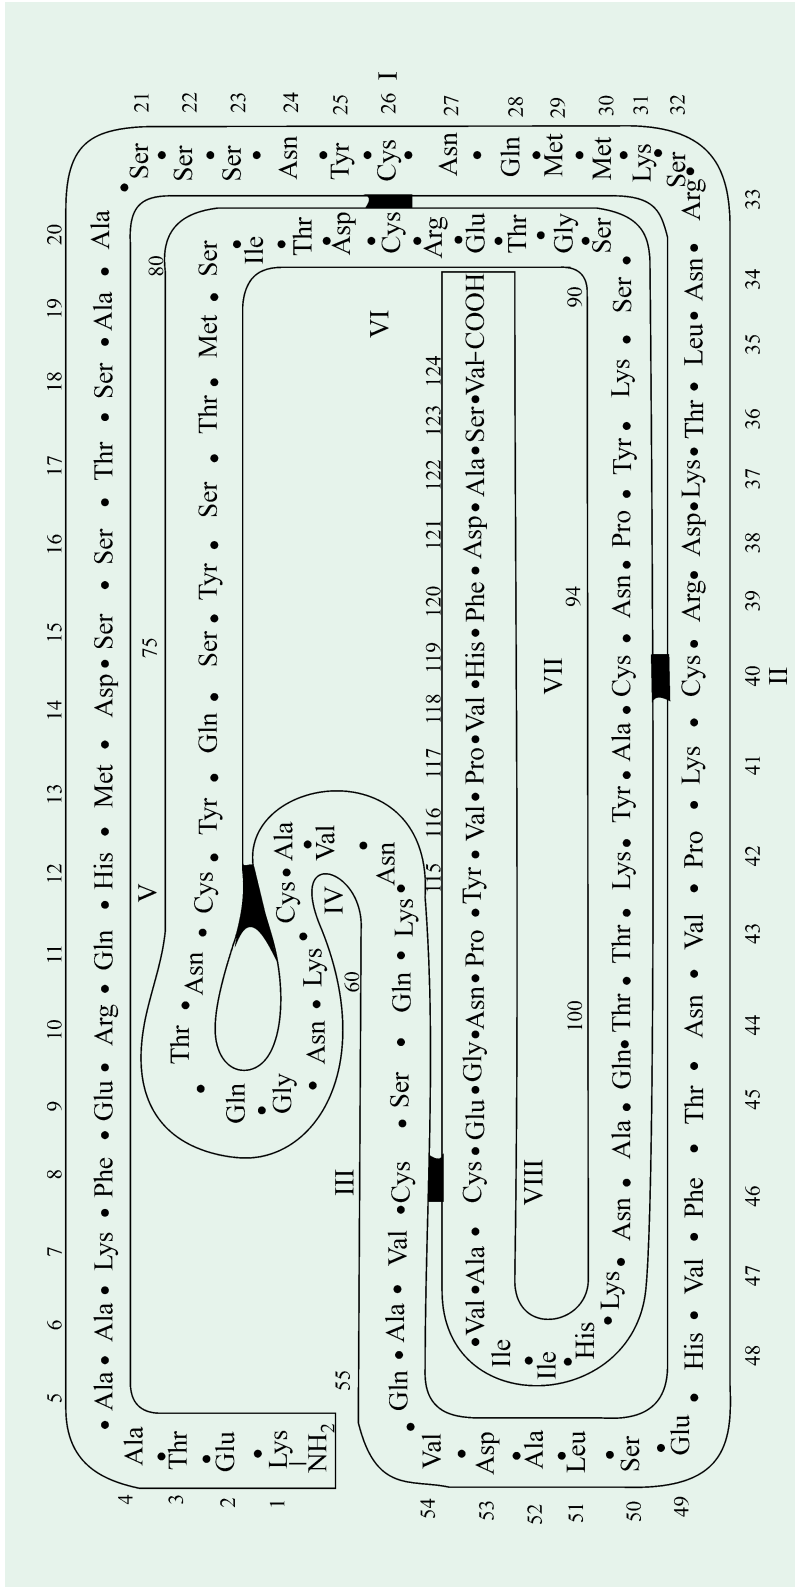 21 22 23 24 25 26 I 27 28 29 30 31 32
Ser • Ser • Ser • Asn • Tyr • Cys • Asn • Gln • Met • Met • Lys • Ser
5 6 7 8 9 10 11 12 13 14 15 16 17 18 19 20
Ala • Ala • Lys • Phe • Glu • Arg • Gln • His • Met • Asp • Ser • Ser • Thr • Ser • Ala • Ala
4 3 2 1
Ala • Thr • Glu • Lys
NH2
V 75 80
Thr • Asn • Cys • Tyr • Gln • Ser • Tyr • Ser • Thr • Met • Ser
Ile • Thr • Asp • Cys • Arg • Glu • Thr • Gly • Ser
Gln • Gly
Asn • Lys
Cys • Ala
Val
IV
VI
III
55 60
Gln • Ala • Val • Cys • Ser • Gln • Lys • Asn
115 116 117 118 119 120 121 122 123 124
Val • Ala • Cys • Glu • Gly • Asn • Pro • Tyr • Val • Pro • Val • His • Phe • Asp • Ala • Ser • Val–COOH
VIII VII
100 94 90
Ile • Ile • His
Lys • Asn • Ala • Gln • Thr • Thr • Lys • Tyr • Ala • Cys • Asn • Pro • Tyr • Lys • Ser
His • Val • Phe • Thr • Asn • Val • Pro • Lys • Cys • Arg • Asp • Lys • Thr • Leu • Asn • Arg
48 47 46 45 44 43 42 41 40 39 38 37 36 35 34 33
II
Val • Asp • Ala • Leu • Ser • Glu
54 53 52 51 50 49